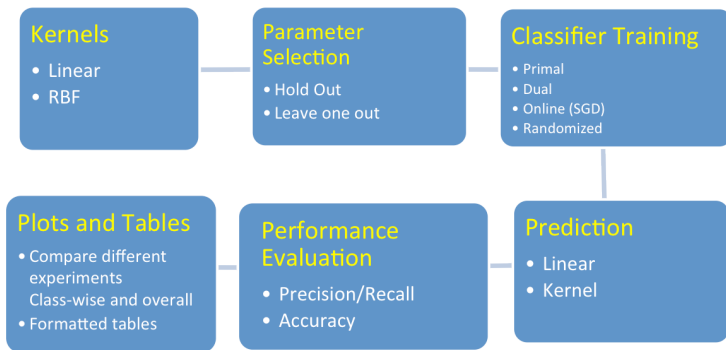 Kernels
• Linear
• RBF
Parameter
Selection
• Hold Out
• Leave one out
Classifier Training
• Primal
• Dual
• Online (SGD)
• Randomized
Plots and Tables
• Compare different
experiments
Class-wise and overall
• Formatted tables
Performance
Evaluation
• Precision/Recall
• Accuracy
Prediction
• Linear
• Kernel